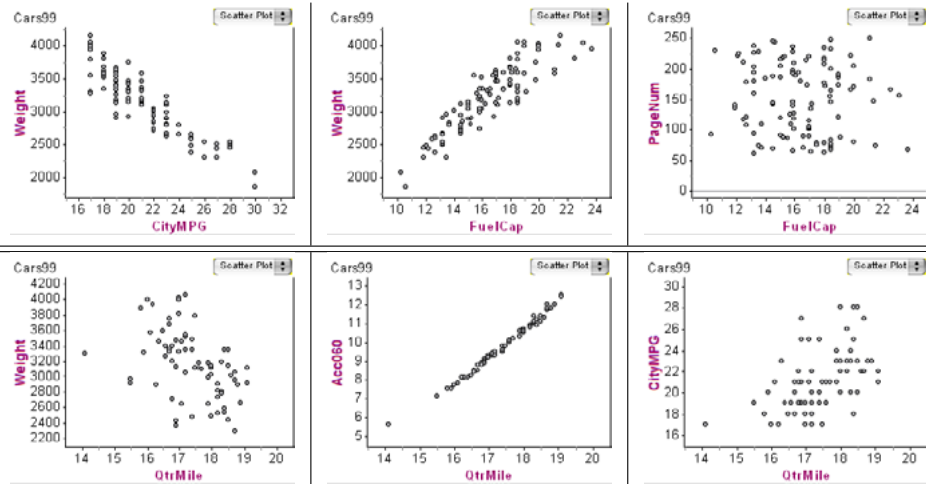 Cars99 Scatter Plot
Weight
4000
3500
3000
2500
2000
16 18 20 22 24 26 28 30 32
CityMPG
Cars99 Scatter Plot
Weight
4000
3500
3000
2500
2000
10 12 14 16 18 20 22 24
FuelCap
Cars99 Scatter Plot
PageNum
250
200
150
100
50
0
10 12 14 16 18 20 22 24
FuelCap
Cars99 Scatter Plot
Weight
4200
4000
3800
3600
3400
3200
3000
2800
2600
2400
2200
14 15 16 17 18 19 20
QtrMile
Cars99 Scatter Plot
Acc060
13
12
11
10
9
8
7
6
5
14 15 16 17 18 19 20
QtrMile
Cars99 Scatter Plot
CityMPG
30
28
26
24
22
20
18
16
14 15 16 17 18 19 20
QtrMile